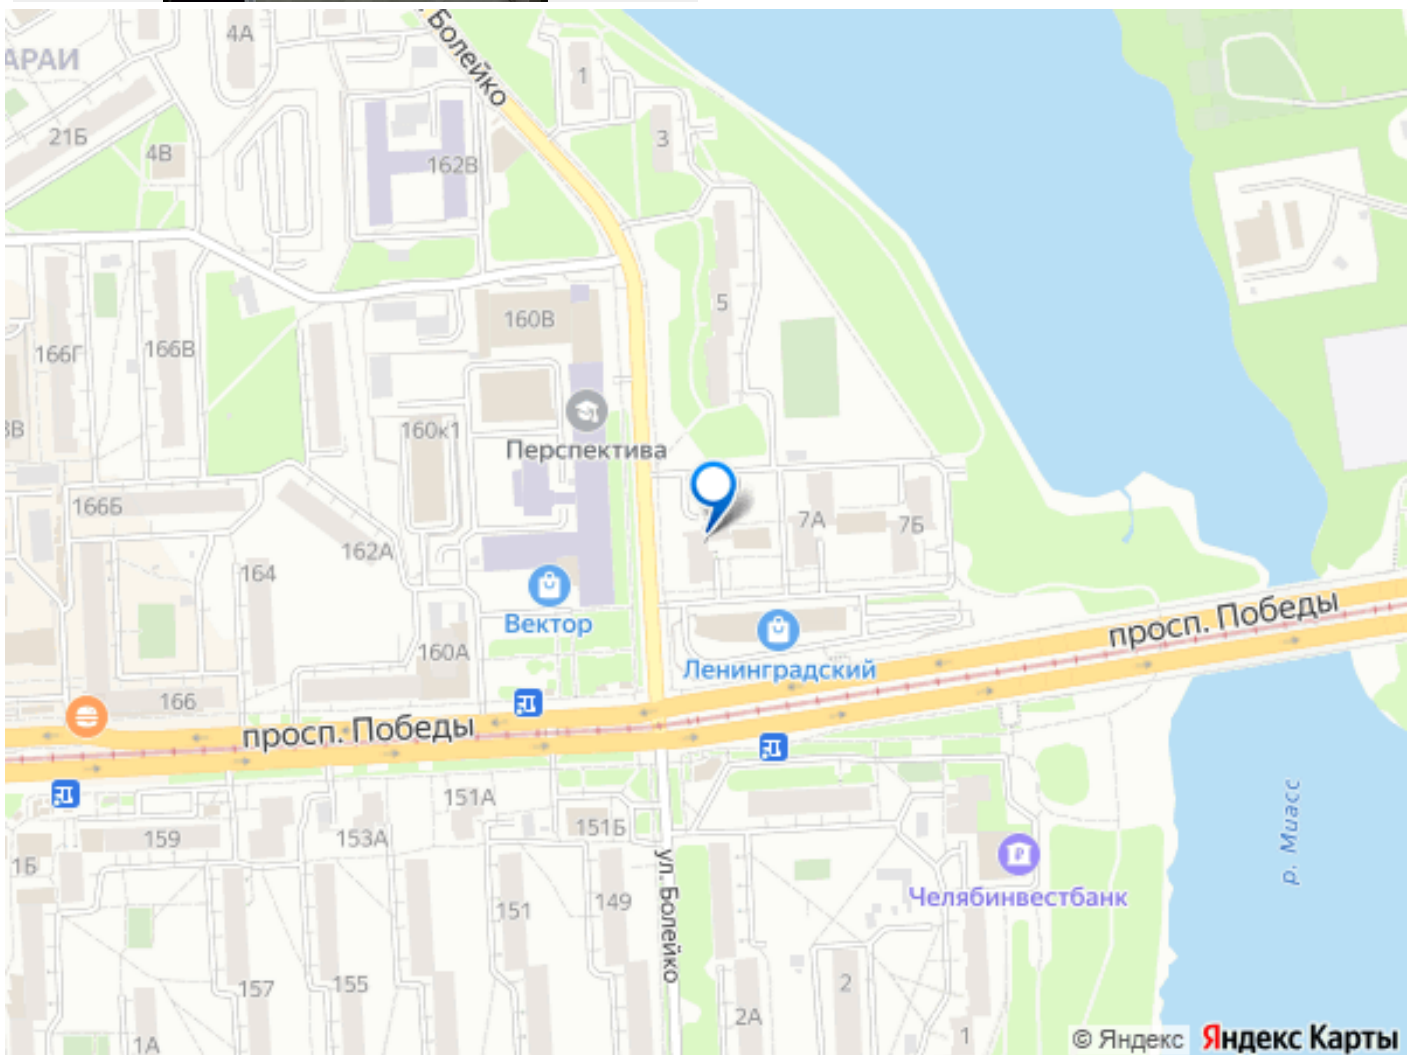 ул. Болейко
4А
АРАИ
1
21Б
4В
162В
3
5
160В
166Г
166В
3В
160к1
Перспектива
166Б
7А
7Б
162А
164
Вектор
просп. Победы
160А
Ленинградский
166
просп. Победы
151А
159
153А
151Б
1Б
р. Миасс
ул. Болейко
Челябинвестбанк
151
149
157
155
2
2А
1
1А
© Яндекс Яндекс Карты